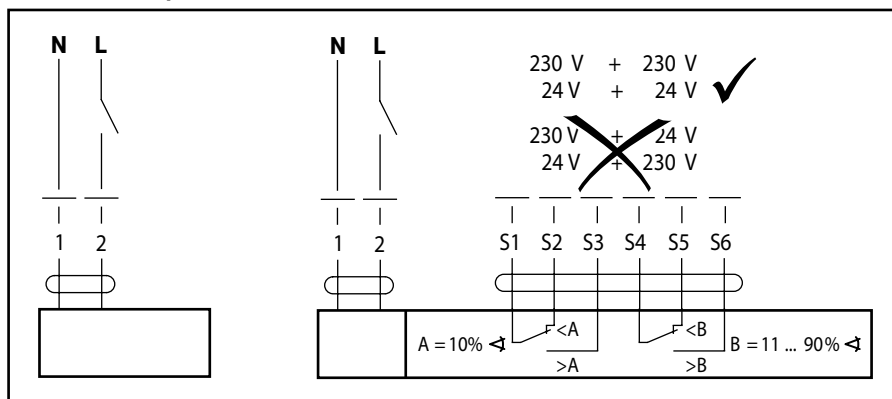 N L
N L
230 V + 230 V
24 V + 24 V
230 V + 24 V
24 V + 230 V
1 2
1 2
S1 S2 S3 S4 S5 S6
A = 10% <A <B B = 11 ... 90%
>A >B